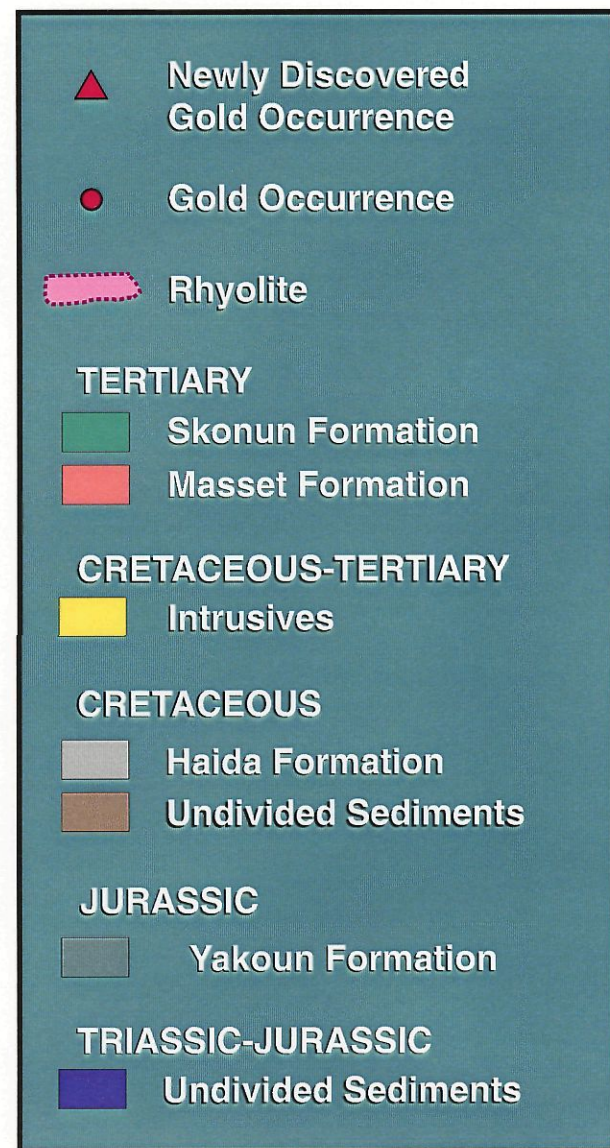 Newly Discovered
Gold Occurrence
Gold Occurrence
Rhyolite
TERTIARY
Skonun Formation
Masset Formation
CRETACEOUS-TERTIARY
Intrusives
CRETACEOUS
Haida Formation
Undivided Sediments
JURASSIC
Yakoun Formation
TRIASSIC-JURASSIC
Undivided Sediments